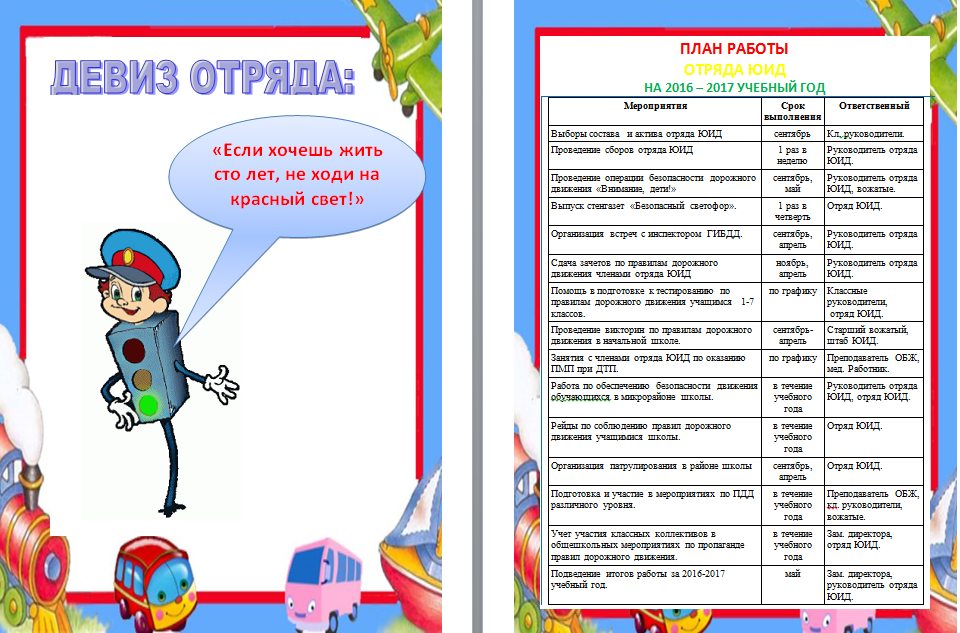 ДЕВИЗ ОТРЯДА:
«Если хочешь жить
сто лет, не ходи на
красный свет!»
ПЛАН РАБОТЫ
ОТРЯДА ЮИД
НА 2016 – 2017 УЧЕБНЫЙ ГОД
Мероприятия Срок выполнения Ответственный
Выборы состава и актива отряда ЮИД сентябрь Кл,.руководители.
Проведение сборов отряда ЮИД 1 раз в Руководитель отряда
неделю ЮИД.
Проведение операции безопасности дорожного сентябрь, Руководитель отряда
движения «Внимание, дети!» май ЮИД, вожатые.
Выпуск стенгазет «Безопасный светофор». 1 раз в Отряд ЮИД.
четверть
Организация встреч с инспектором ГИБДД. сентябрь, Руководитель отряда
апрель ЮИД.
Сдача зачетов по правилам дорожного ноябрь, Руководитель отряда
движения членами отряда ЮИД апрель ЮИД.
Помощь в подготовке к тестированию по по графику Классные
правилам дорожного движения учащимся 1-7 руководители,
классов. отряд ЮИД.
Проведение викторин по правилам дорожного сентябрь- Старший вожатый,
движения в начальной школе. апрель штаб ЮИД.
Занятия с членами отряда ЮИД по оказанию по графику Преподаватель ОБЖ,
ПМП при ДТП. мед. Работник.
Работа по обеспечению безопасности движения в течение Руководитель отряда
обучающихся в микрорайоне школы. учебного ЮИД, отряд ЮИД.
года
Рейды по соблюдению правил дорожного в течение Отряд ЮИД.
движения учащимися школы. учебного
года
Организация патрулирования в районе школы сентябрь, Отряд ЮИД.
апрель
Подготовка и участие в мероприятиях по ПДД в течение Преподаватель ОБЖ,
различного уровня. учебного кд. руководители,
года вожатые.
Учет участия классных коллективов в в течение Зам. директора,
общешкольных мероприятиях по пропаганде учебного отряд ЮИД.
правил дорожного движения. года
Подведение итогов работы за 2016-2017 май Зам. директора,
учебный год. руководитель отряда
ЮИД.